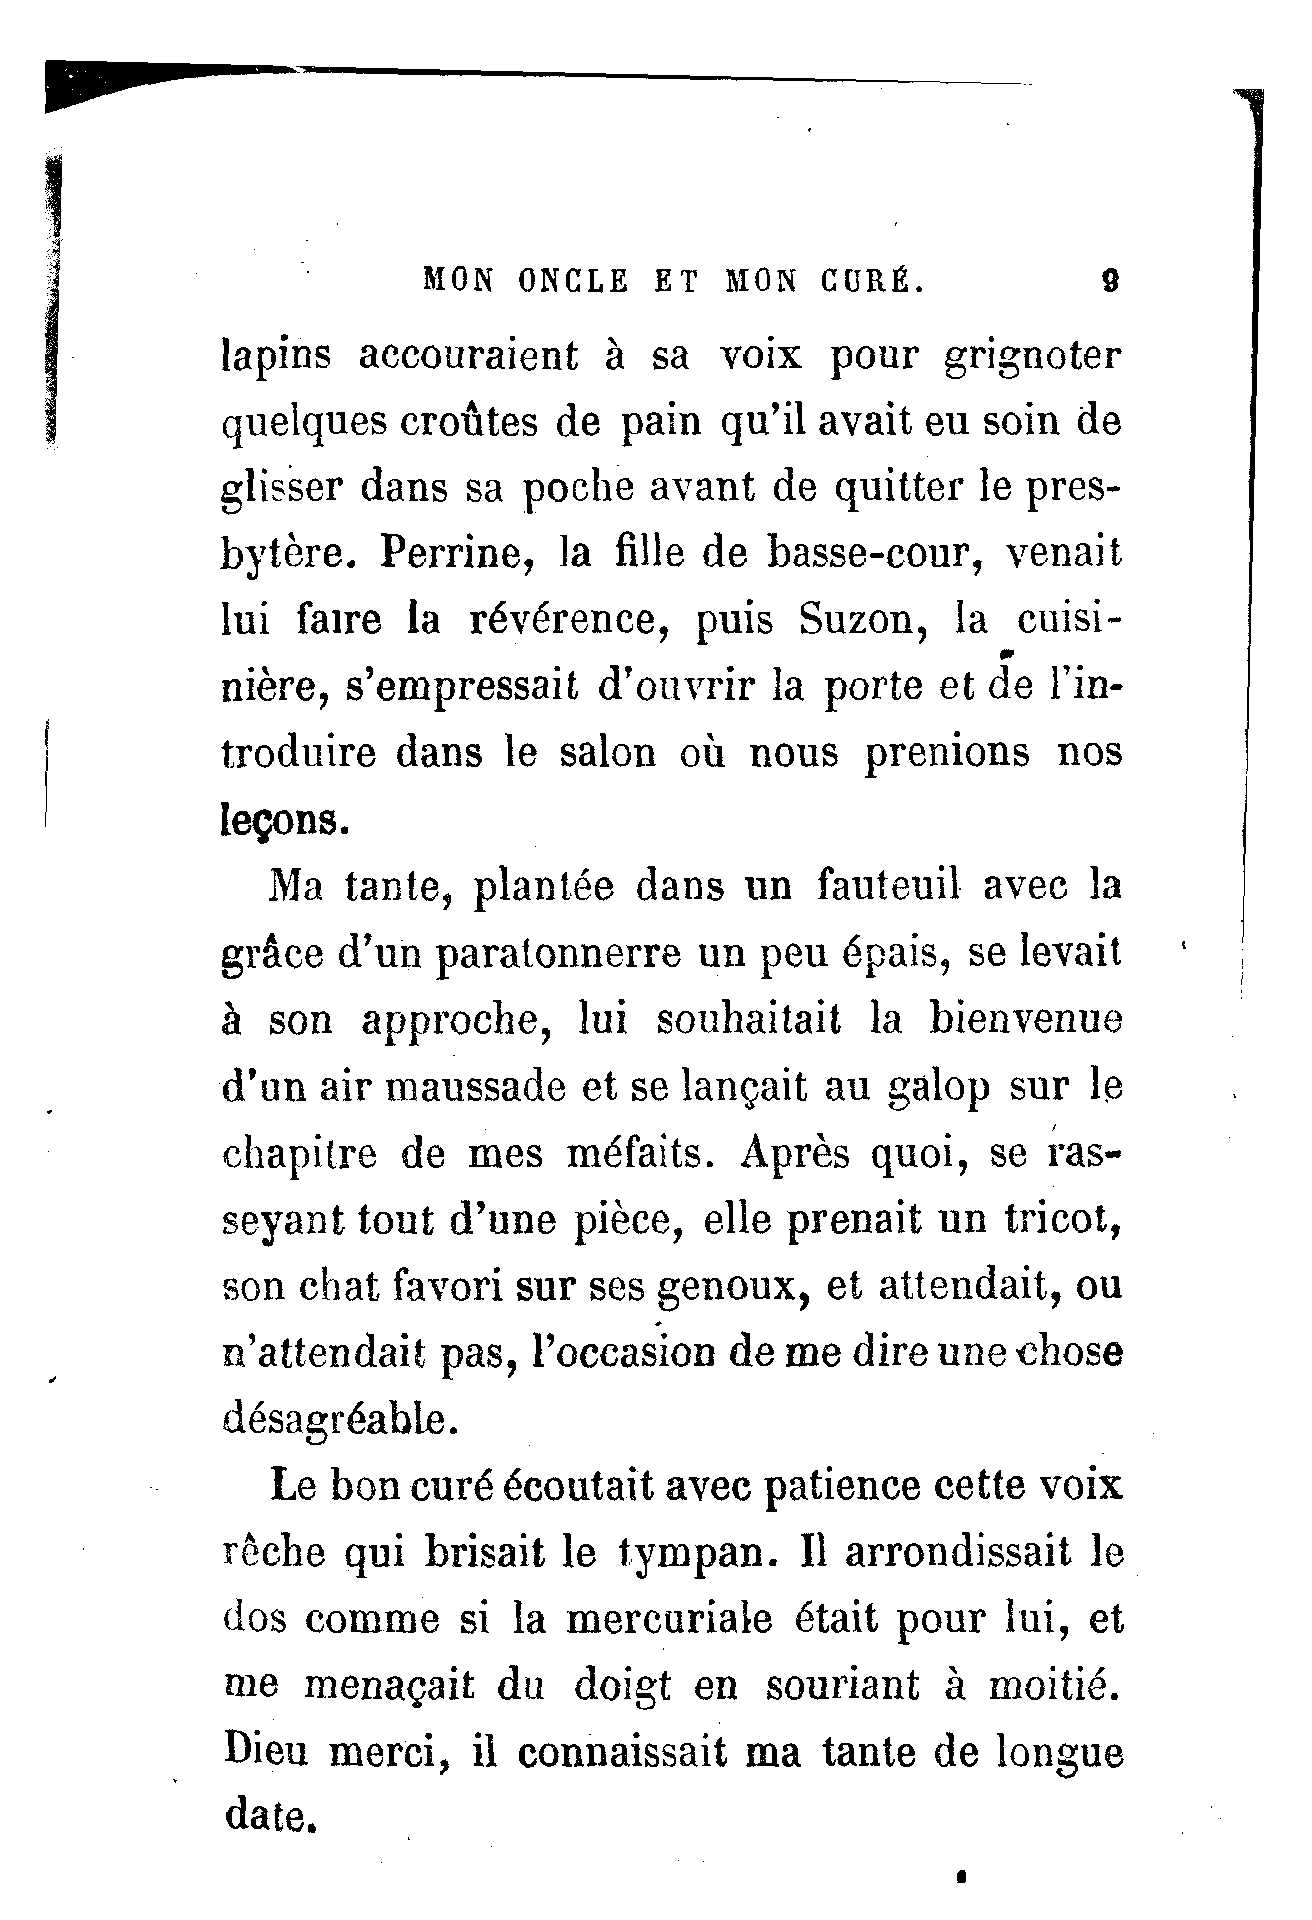 MON ONCLE ET MON CURÉ. 9
lapins accouraient à sa voix pour grignoter
quelques croûtes de pain qu'il avait eu soin de
glisser dans sa poche avant de quitter le pres-
bytère. Perrine, la fille de basse-cour, venait
lui faire la révérence, puis Suzon, la cuisi-
nière, s'empressait d'ouvrir la porte et de l'in-
troduire dans le salon où nous prenions nos
leçons.
Ma tante, plantée dans un fauteuil avec la
grâce d'un paratonnerre un peu épais, se levait
à son approche, lui souhaitait la bienvenue
d'un air maussade et se lançait au galop sur le
chapitre de mes méfaits. Après quoi, se ras-
seyant tout d'une pièce, elle prenait un tricot,
son chat favori sur ses genoux, et attendait, ou
n'attendait pas, l'occasion de me dire une chose
désagréable.
Le bon curé écoutait avec patience cette voix
rêche qui brisait le tympan. Il arrondissait le
dos comme si la mercuriale était pour lui, et
me menaçait du doigt en souriant à moitié.
Dieu merci, il connaissait ma tante de longue
date.